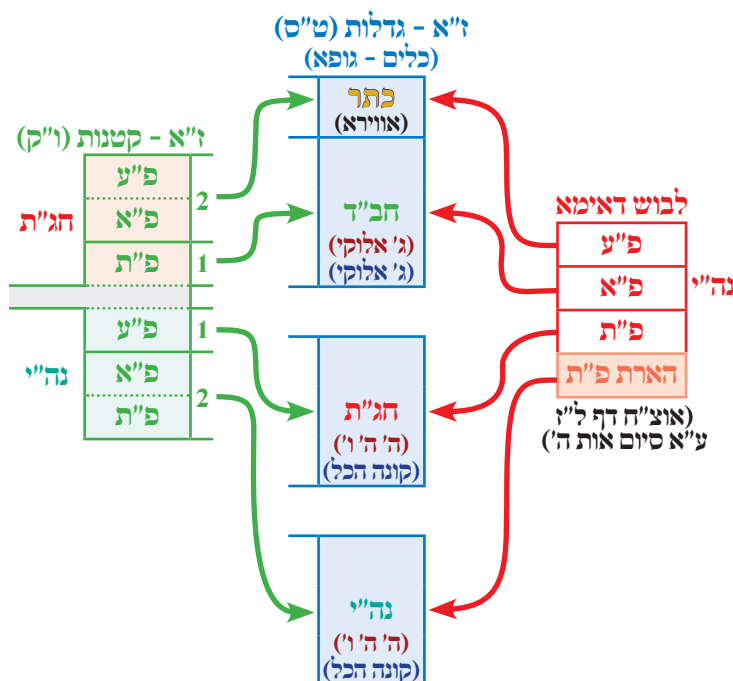 ז"א - גדלות (ט"ס)
(כלים - גופא)
כתר
(אווירא)
חב"ד
(ג' אלוקי)
(ג' אלוקי)
חג"ת
(ה' ה' ו')
(קונה הכל)
נה"י
(ה' ה' ו')
(קונה הכל)
לבוש דאימא
נה"י
פ"ע
פ"א
פ"ת
הארת פ"ת
(אוצ"ח דף ל"ז
ע"א סיום אות ה')
ז"א - קטנות (ו"ק)
חג"ת
פ"ע
פ"א
2
פ"ת
1
נה"י
פ"ע
1
פ"א
פ"ת
2